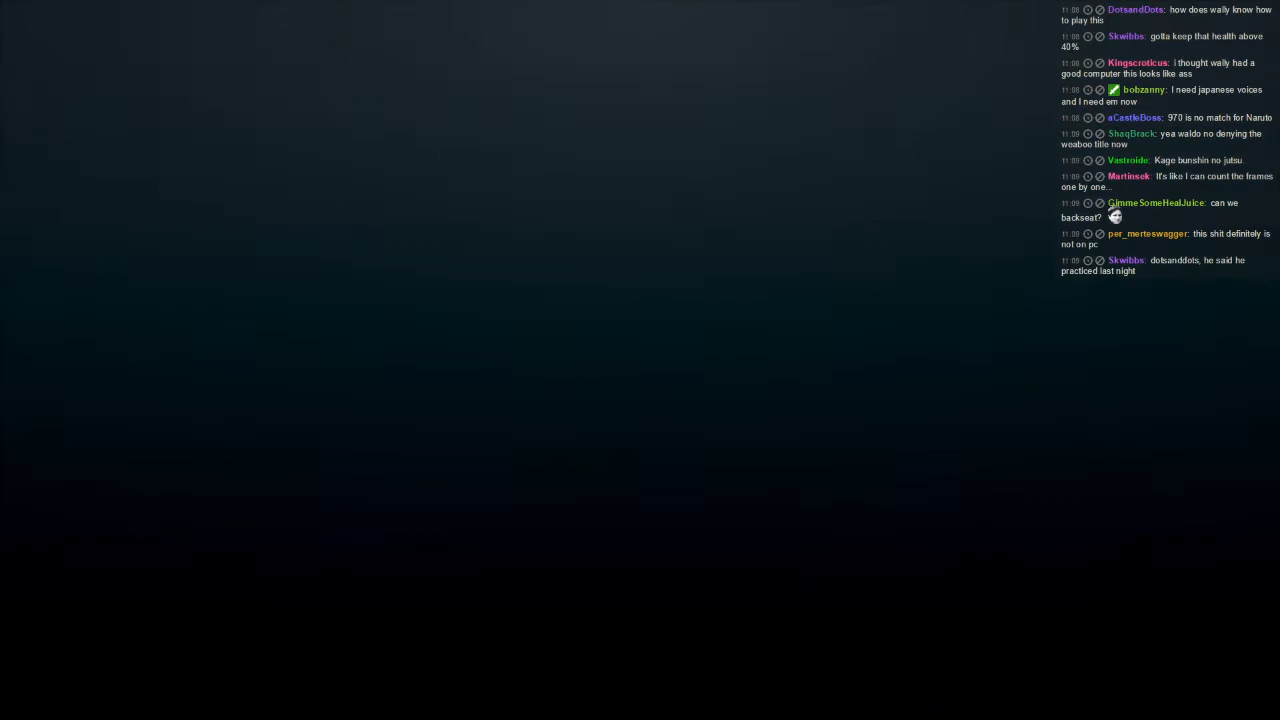 11:08 DotsandDots: how does wally know how
to play this
11:08 Skwibbs: gotta keep that health above
40%
11:08 Kingscroticus: i thought wally had a
good computer this looks like ass
11:08 bobzanny: I need japanese voices
and I need em now
11:08 aCastleBoss: 970 is no match for Naruto
11:09 ShaqBrack: yea waldo no denying the
weaboo title now
11:09 Vastroide: Kage bunshin no jutsu
11:09 Martinsek: It's like I can count the frames
one by one...
11:09 GimmeSomeHealJuice: can we
backseat?
11:09 per_merteswagger: this shit definitely is
not on pc
11:09 Skwibbs: dotsanddots, he said he
practiced last night